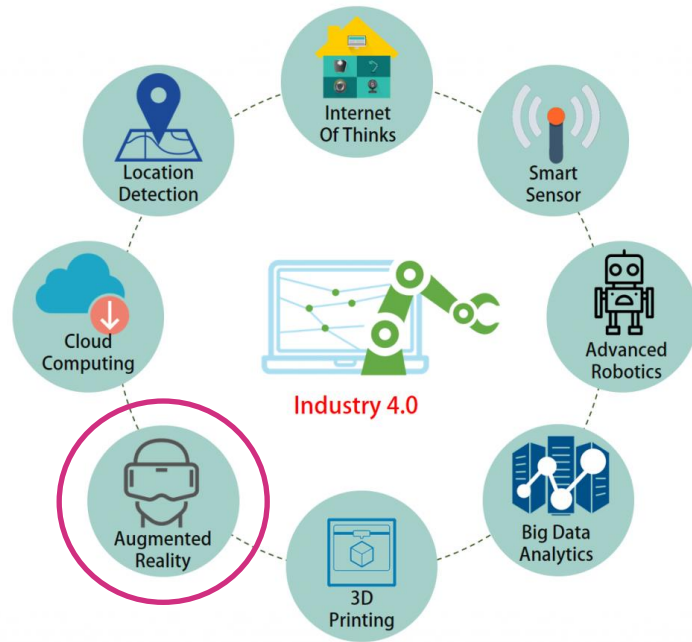 Internet
Of Thinks
Location
Detection
Smart
Sensor
Cloud
Computing
Advanced
Robotics
Industry 4.0
Augmented
Reality
Big Data
Analytics
3D
Printing